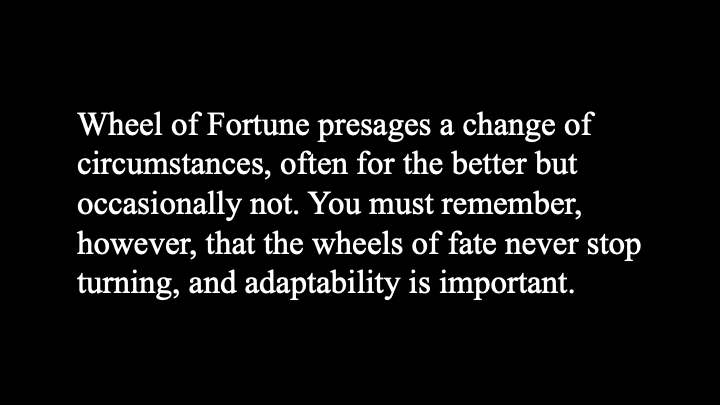 Wheel of Fortune presages a change of
circumstances, often for the better but
occasionally not. You must remember,
however, that the wheels of fate never stop
turning, and adaptability is important.